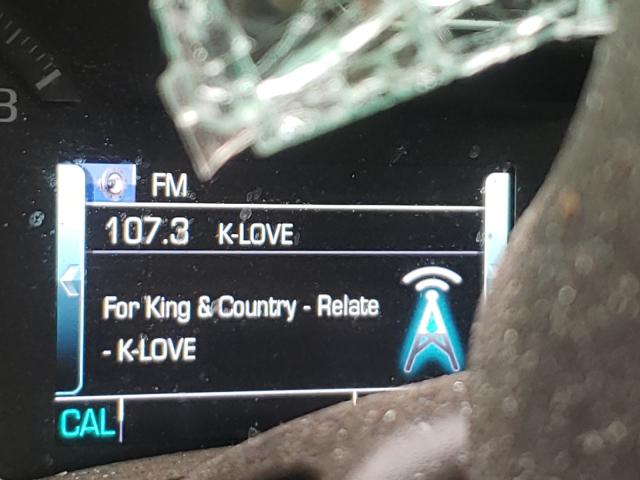 B
FM
107.3 K-LOVE
For King & Country - Relate
- K-LOVE
CAL